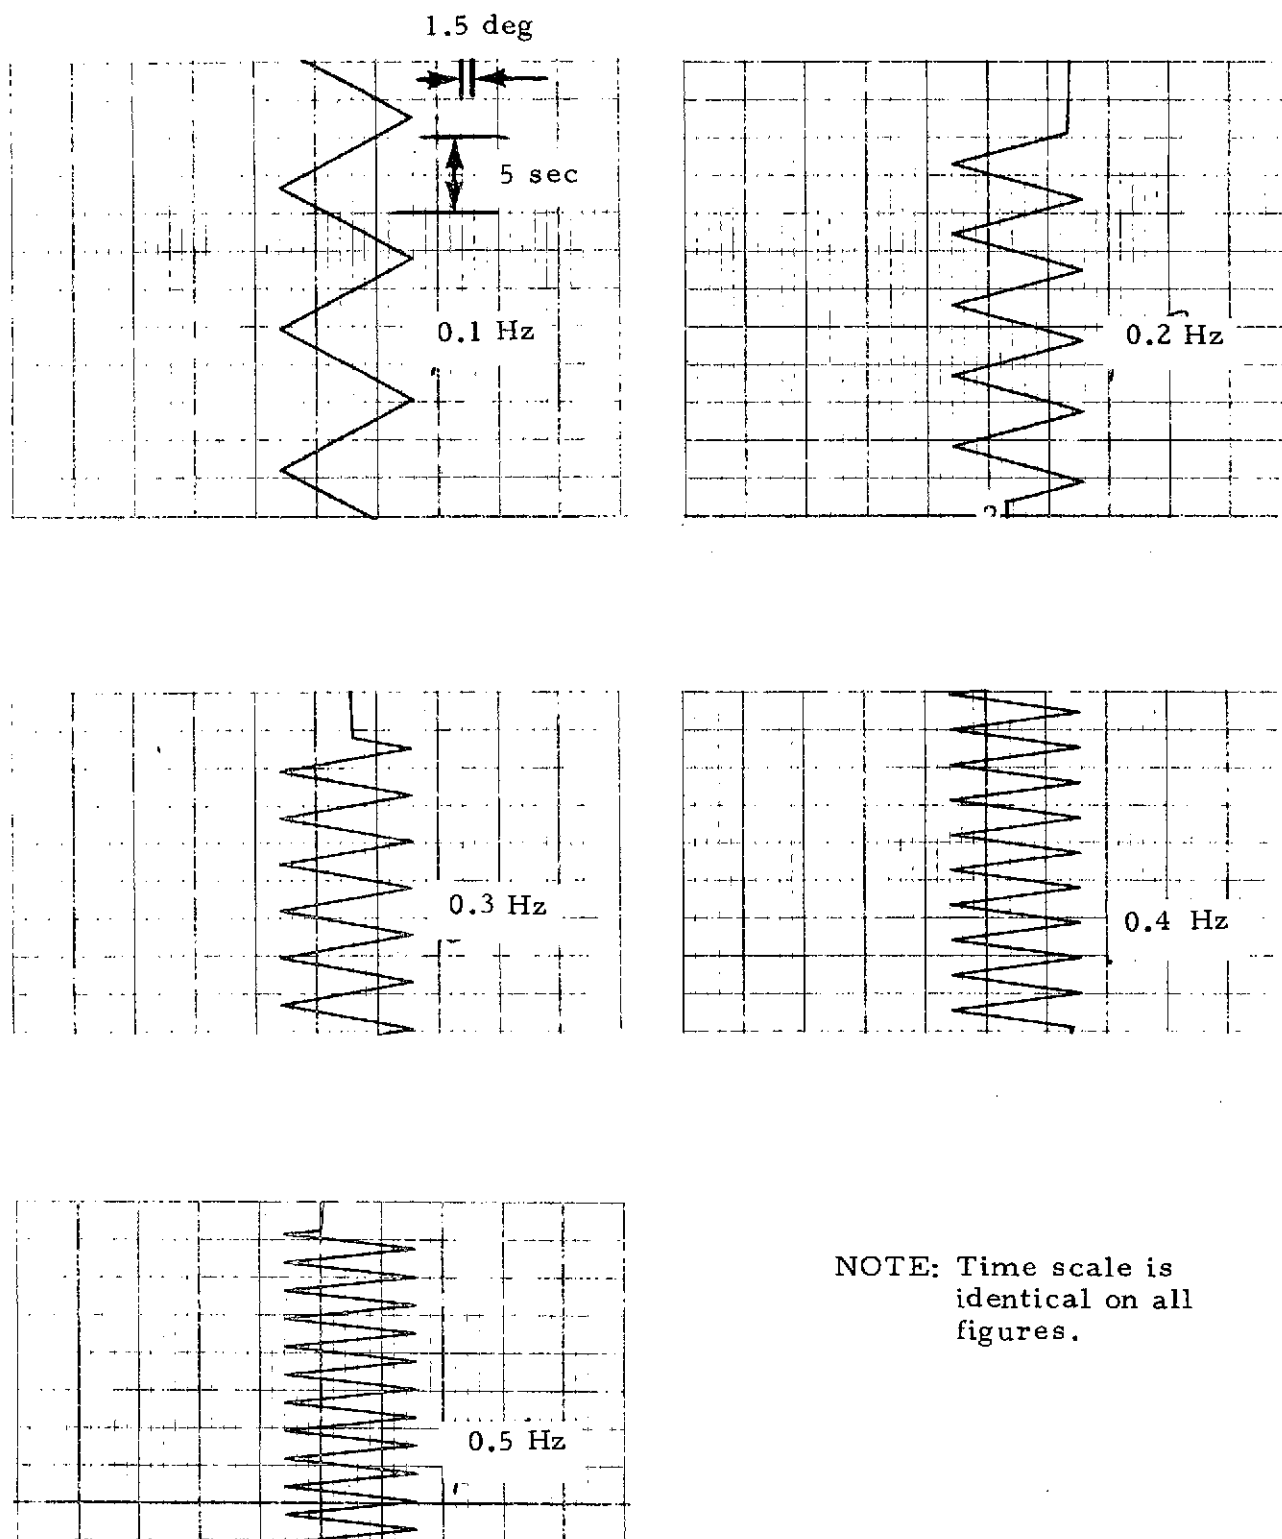 1.5 deg
5 sec
0.1 Hz
0.2 Hz
0.3 Hz
0.4 Hz
0.5 Hz
NOTE: Time scale is
identical on all
figures.